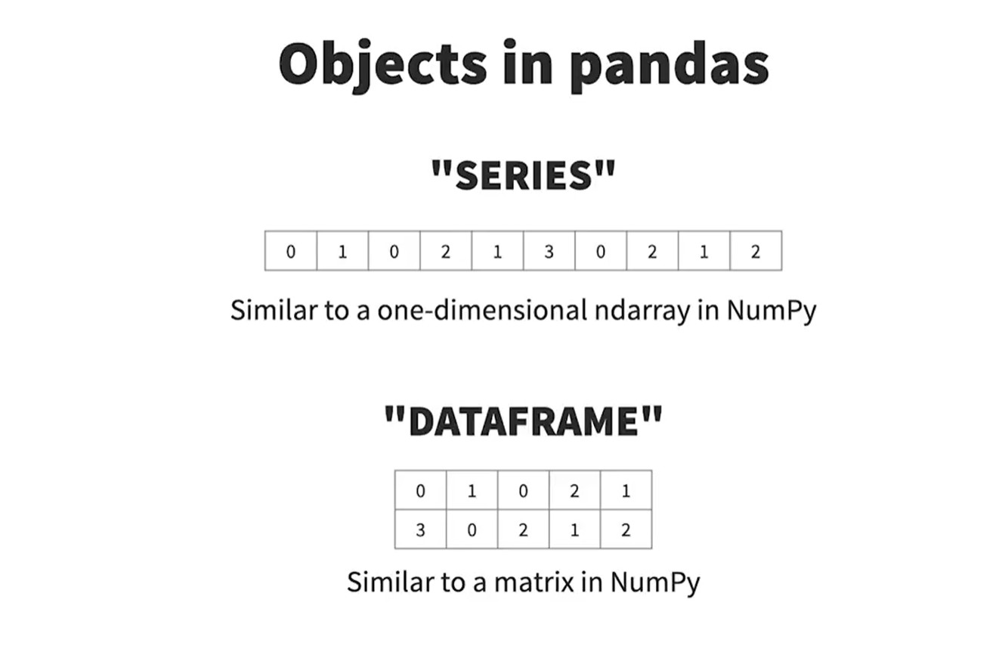 Objects in pandas
"SERIES"
0 1 0 2 1 3 0 2 1 2
Similar to a one-dimensional ndarray in NumPy
"DATAFRAME"
0 1 0 2 1
3 0 2 1 2
Similar to a matrix in NumPy